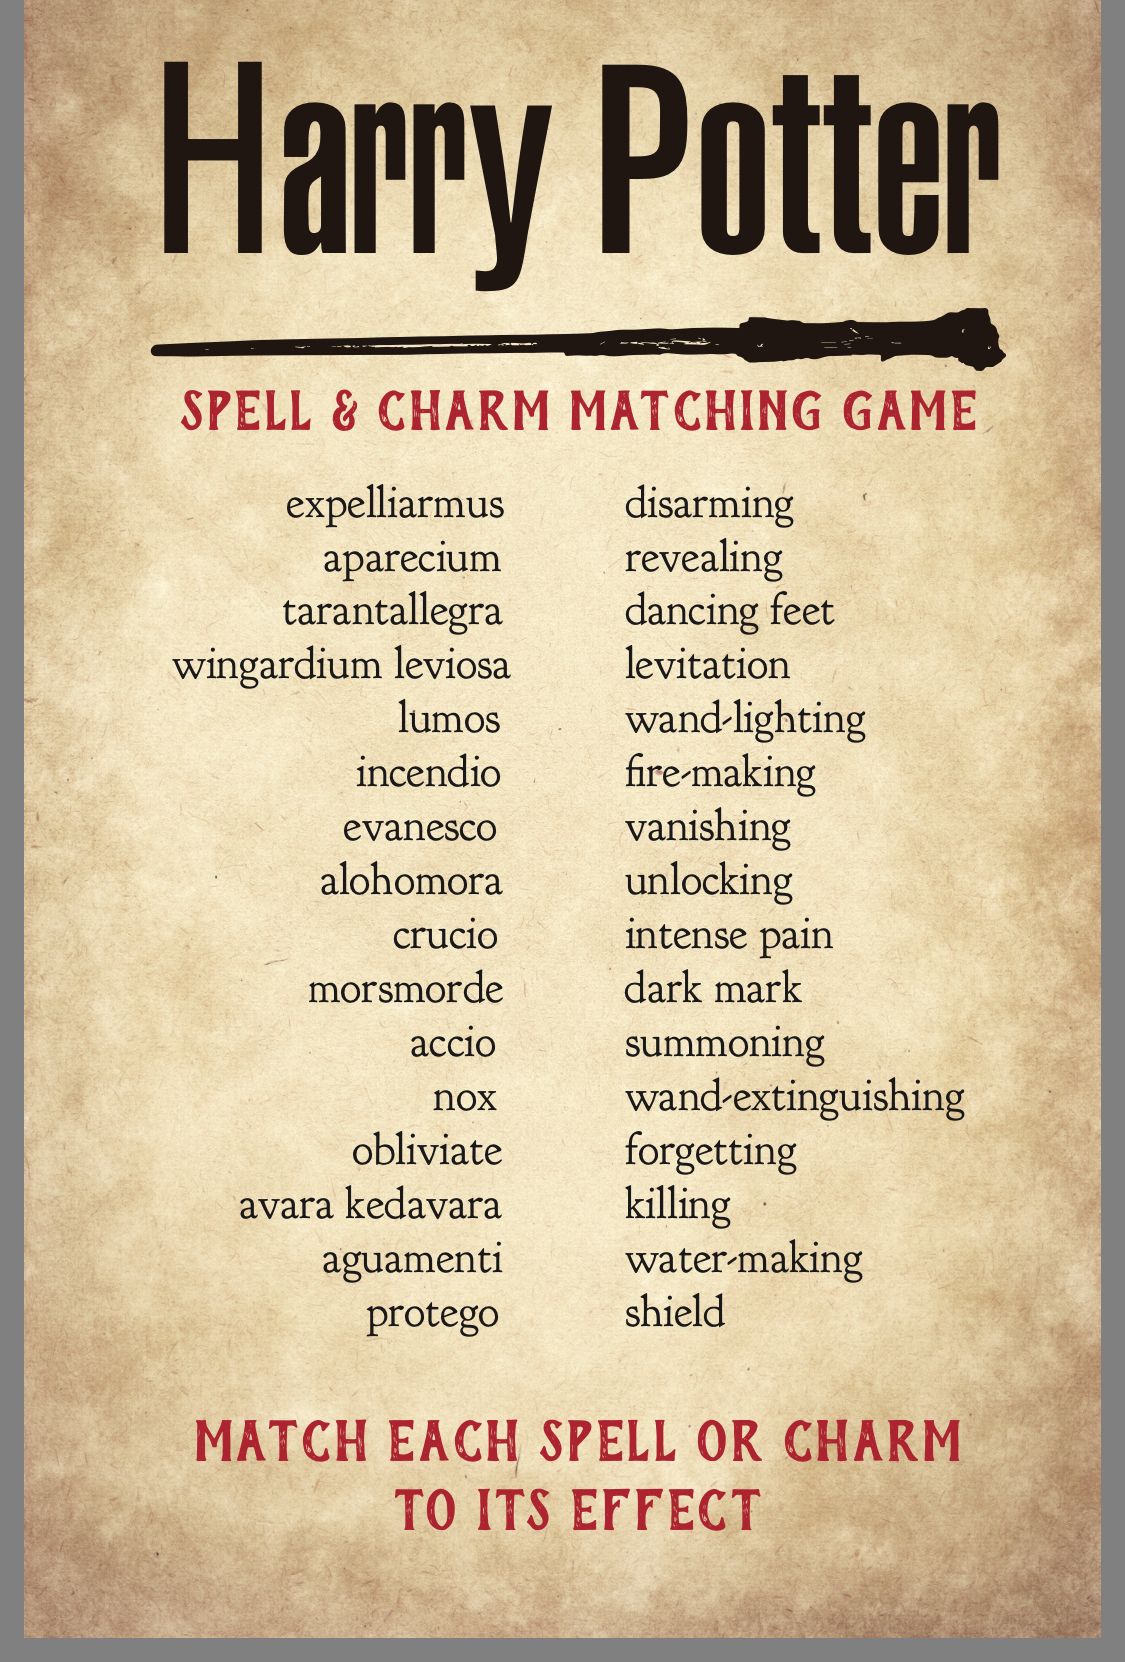 Harry Potter
SPELL & CHARM MATCHING GAME
expelliarmus disarming
aparecium revealing
tarantallegra dancing feet
wingardium leviosa levitation
lumos wand-lighting
incendio fire-making
evanesco vanishing
alohomora unlocking
crucio intense pain
morsmorde dark mark
accio summoning
nox wand-extinguishing
obliviate forgetting
avara kedavara killing
aguamenti water-making
protego shield
MATCH EACH SPELL OR CHARM
TO ITS EFFECT